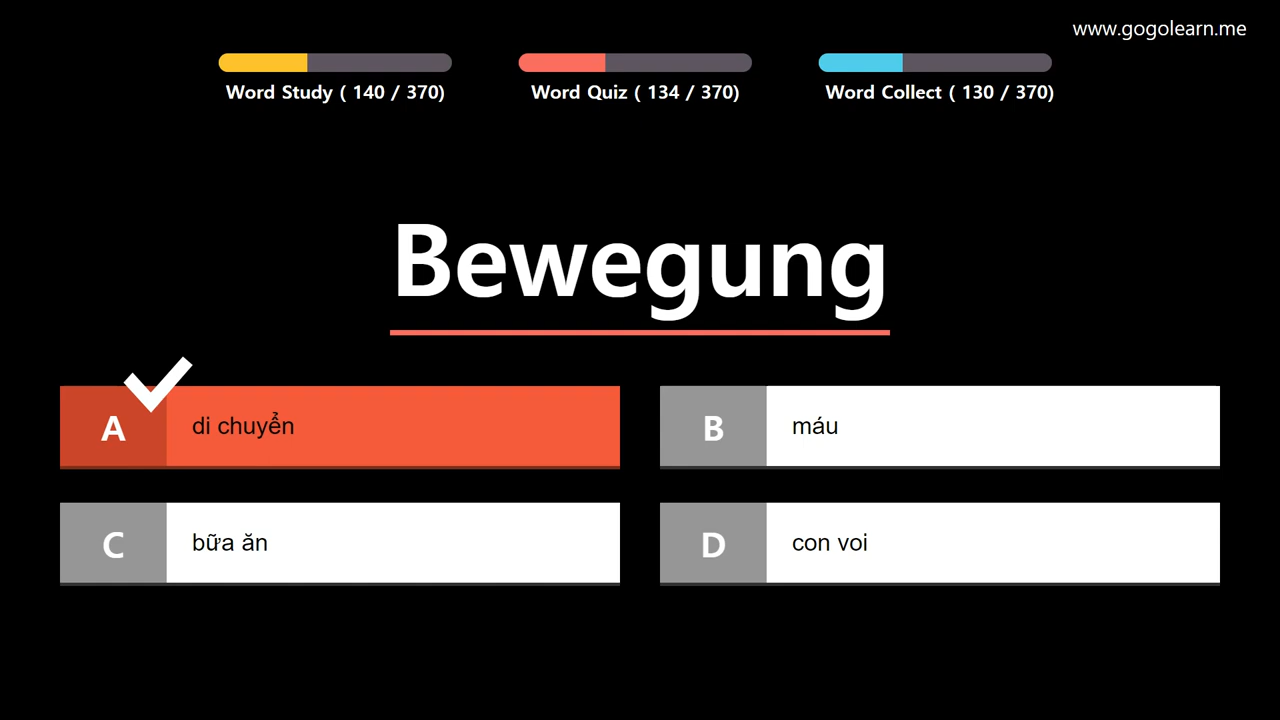 www.gogolearn.me
Word Study ( 140 / 370)
Word Quiz ( 134 / 370)
Word Collect ( 130 / 370)
Bewegung
A
di chuyển
B
máu
C
bữa ăn
D
con voi